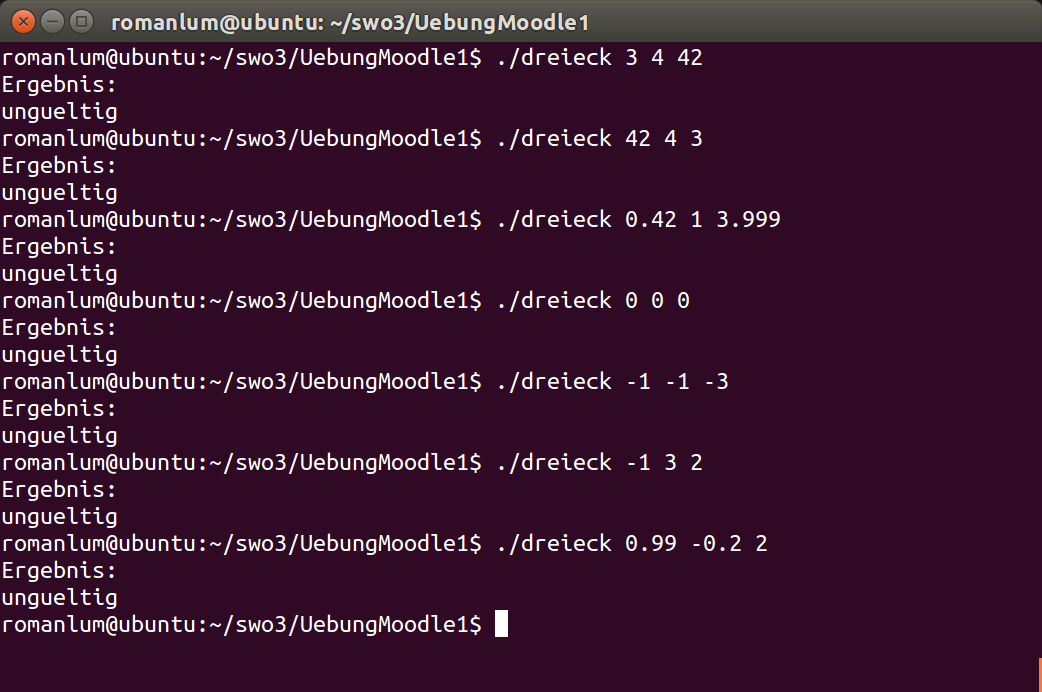 romanlum@ubuntu: ~/swo3/UebungMoodle1
romanlum@ubuntu:~/swo3/UebungMoodle1$ ./dreieck 3 4 42
Ergebnis:
ungueltig
romanlum@ubuntu:~/swo3/UebungMoodle1$ ./dreieck 42 4 3
Ergebnis:
ungueltig
romanlum@ubuntu:~/swo3/UebungMoodle1$ ./dreieck 0.42 1 3.999
Ergebnis:
ungueltig
romanlum@ubuntu:~/swo3/UebungMoodle1$ ./dreieck 0 0 0
Ergebnis:
ungueltig
romanlum@ubuntu:~/swo3/UebungMoodle1$ ./dreieck -1 -1 -3
Ergebnis:
ungueltig
romanlum@ubuntu:~/swo3/UebungMoodle1$ ./dreieck -1 3 2
Ergebnis:
ungueltig
romanlum@ubuntu:~/swo3/UebungMoodle1$ ./dreieck 0.99 -0.2 2
Ergebnis:
ungueltig
romanlum@ubuntu:~/swo3/UebungMoodle1$